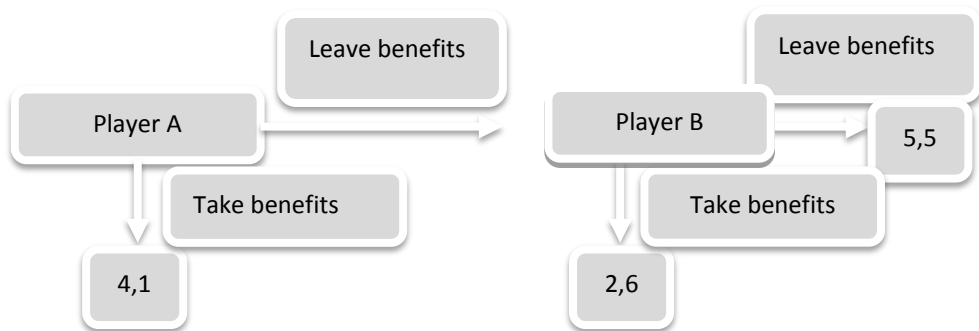 Leave benefits
Leave benefits
Player A
Player B
5,5
Take benefits
Take benefits
4,1
2,6